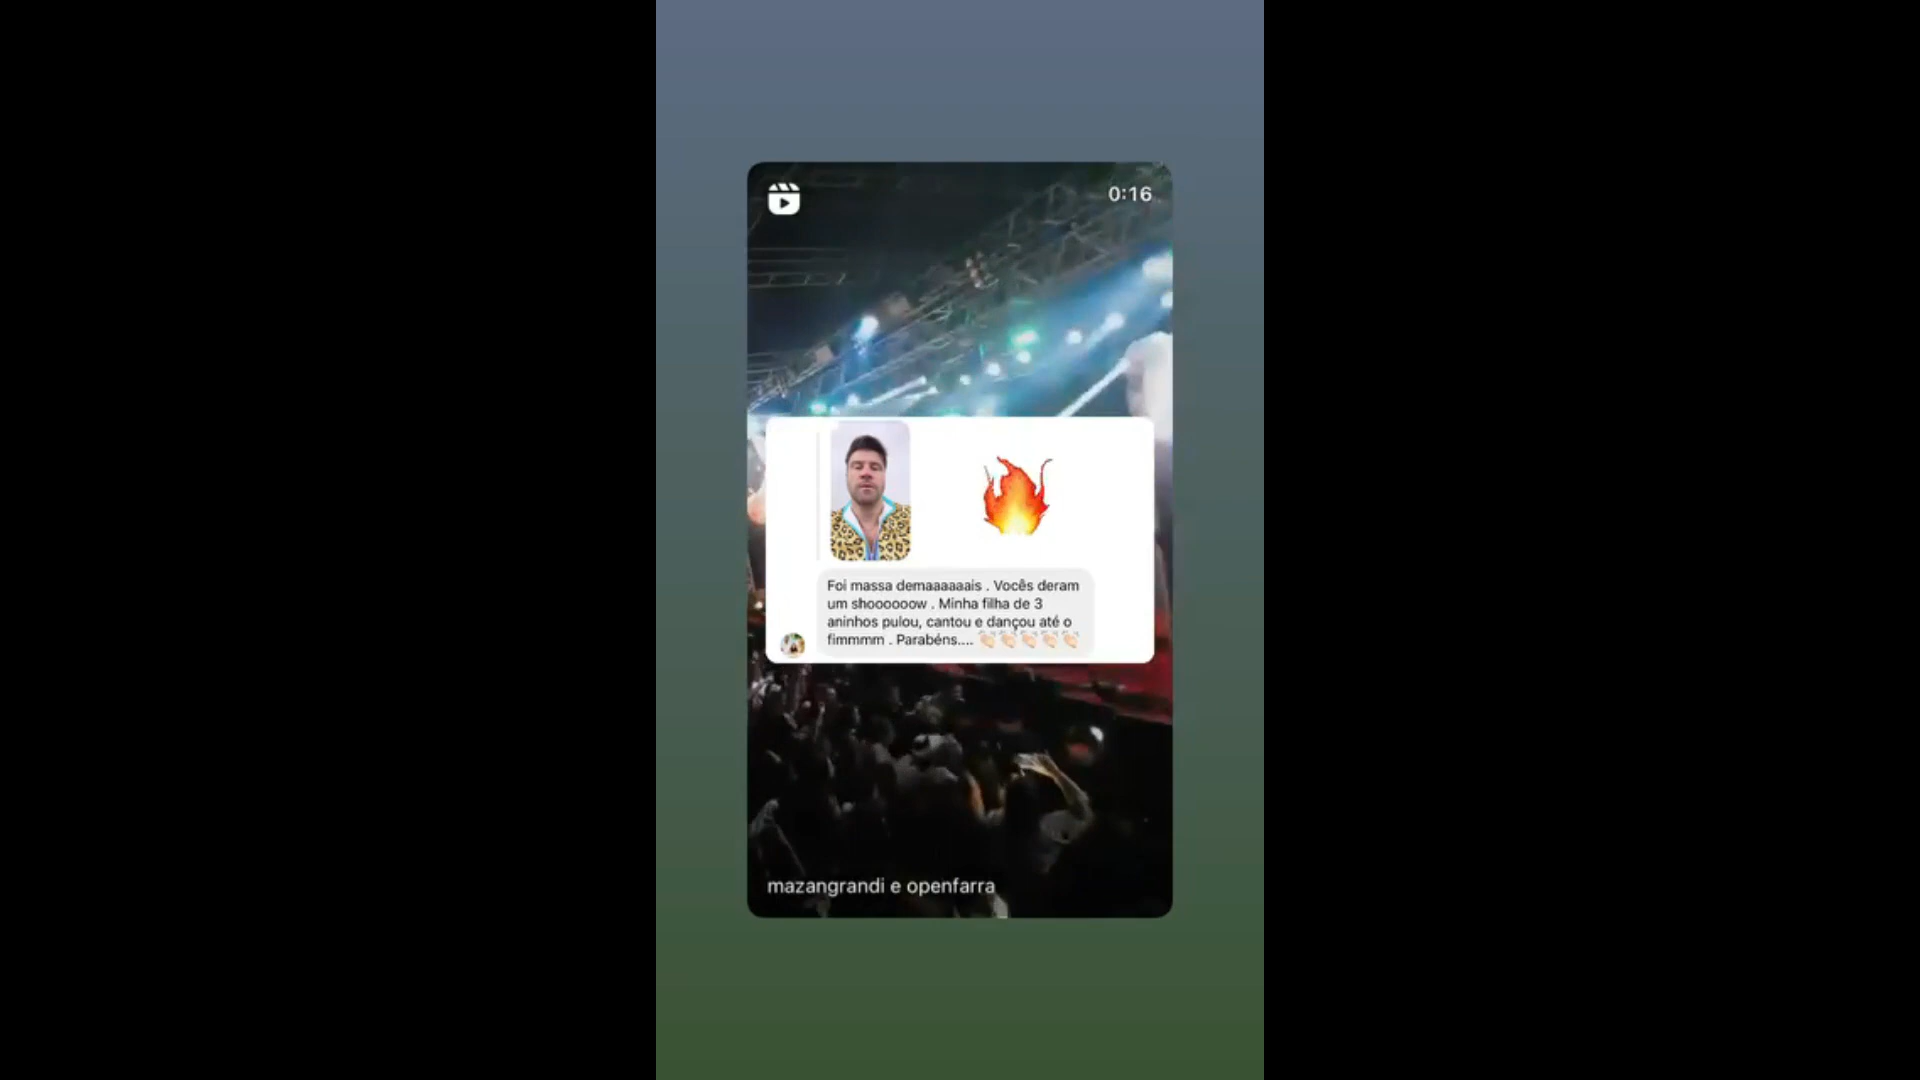 0:16
Foi massa demaaaaaais . Vocês deram
um shoooooow . Minha filha de 3
aninhos pulou, cantou e dançou até o
fimmmm . Parabéns.... 👏🏻👏🏻👏🏻👏🏻👏🏻
mazangrandi e openfarra